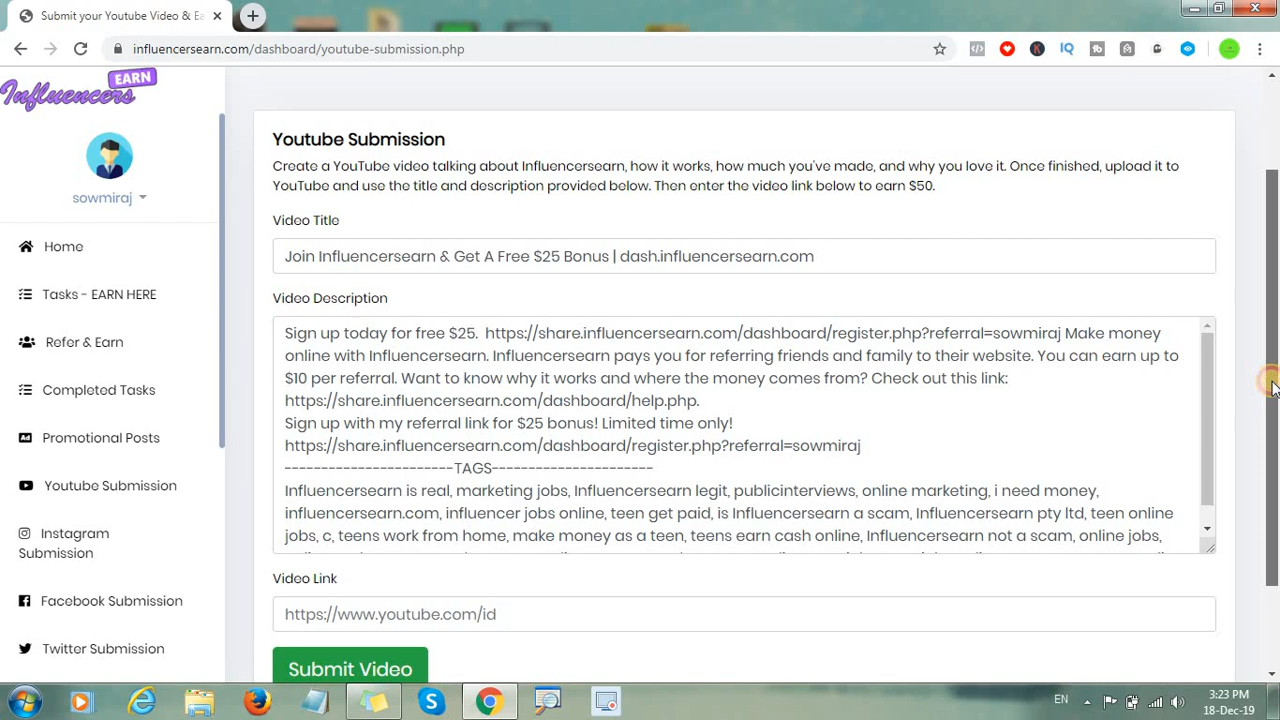 Submit your Youtube Video & Ea
influencersearn.com/dashboard/youtube-submission.php
IQ
tb
EARN
Influencers
sowmiraj
Home
Tasks - EARN HERE
Refer & Earn
Completed Tasks
Ad
Promotional Posts
Youtube Submission
Instagram
Submission
Facebook Submission
Twitter Submission
Youtube Submission
Create a YouTube video talking about Influencersearn, how it works, how much you've made, and why you love it. Once finished, upload it to
YouTube and use the title and description provided below. Then enter the video link below to earn $50.
Video Title
Join Influencersearn & Get A Free $25 Bonus | dash.influencersearn.com
Video Description
Sign up today for free $25. https://share.influencersearn.com/dashboard/register.php?referral=sowmiraj Make money
online with Influencersearn. Influencersearn pays you for referring friends and family to their website. You can earn up to
$10 per referral. Want to know why it works and where the money comes from? Check out this link:
https://share.influencersearn.com/dashboard/help.php.
Sign up with my referral link for $25 bonus! Limited time only!
https://share.influencersearn.com/dashboard/register.php?referral=sowmiraj
-----------------------TAGS----------------------
Influencersearn is real, marketing jobs, Influencersearn legit, publicinterviews, online marketing, i need money,
influencersearn.com, influencer jobs online, teen get paid, is Influencersearn a scam, Influencersearn pty ltd, teen online
jobs, c, teens work from home, make money as a teen, teens earn cash online, Influencersearn not a scam, online jobs,
Video Link
https://www.youtube.com/id
Submit Video
EN
3:23 PM
18-Dec-19